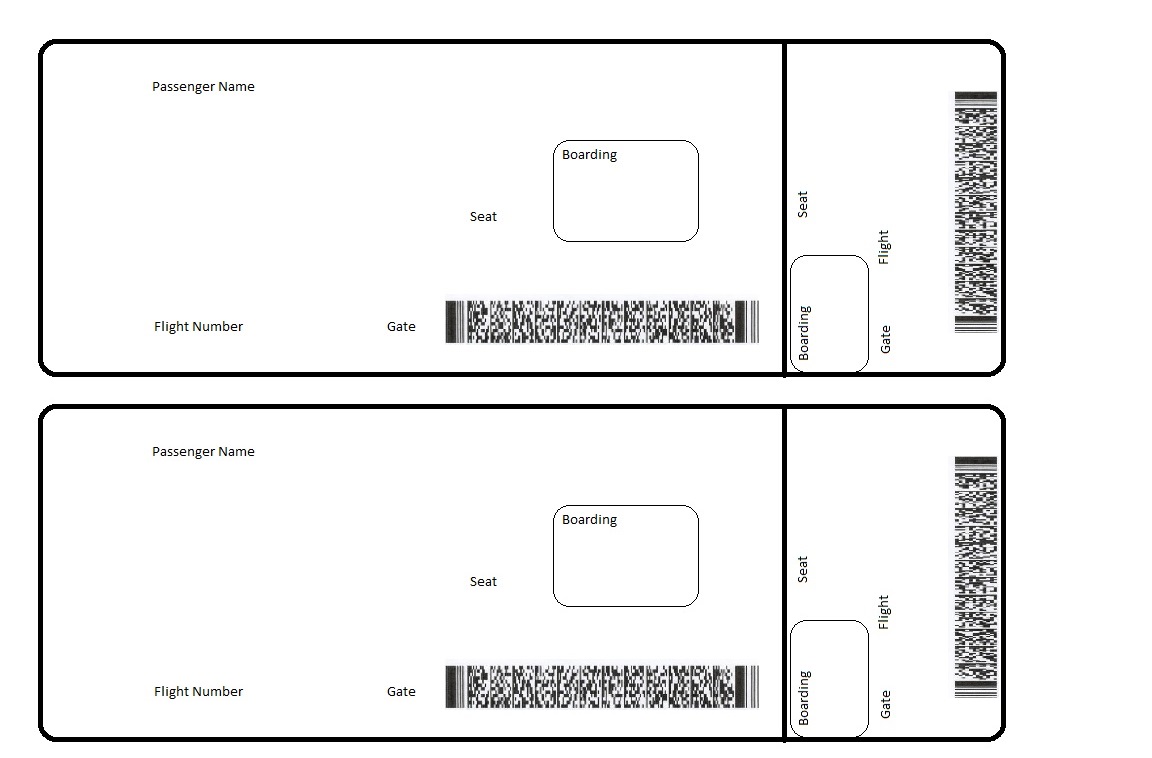 Passenger Name
Boarding
Seat
Flight Number
Gate
Seat
Flight
Boarding
Gate
Passenger Name
Boarding
Seat
Flight Number
Gate
Seat
Flight
Boarding
Gate